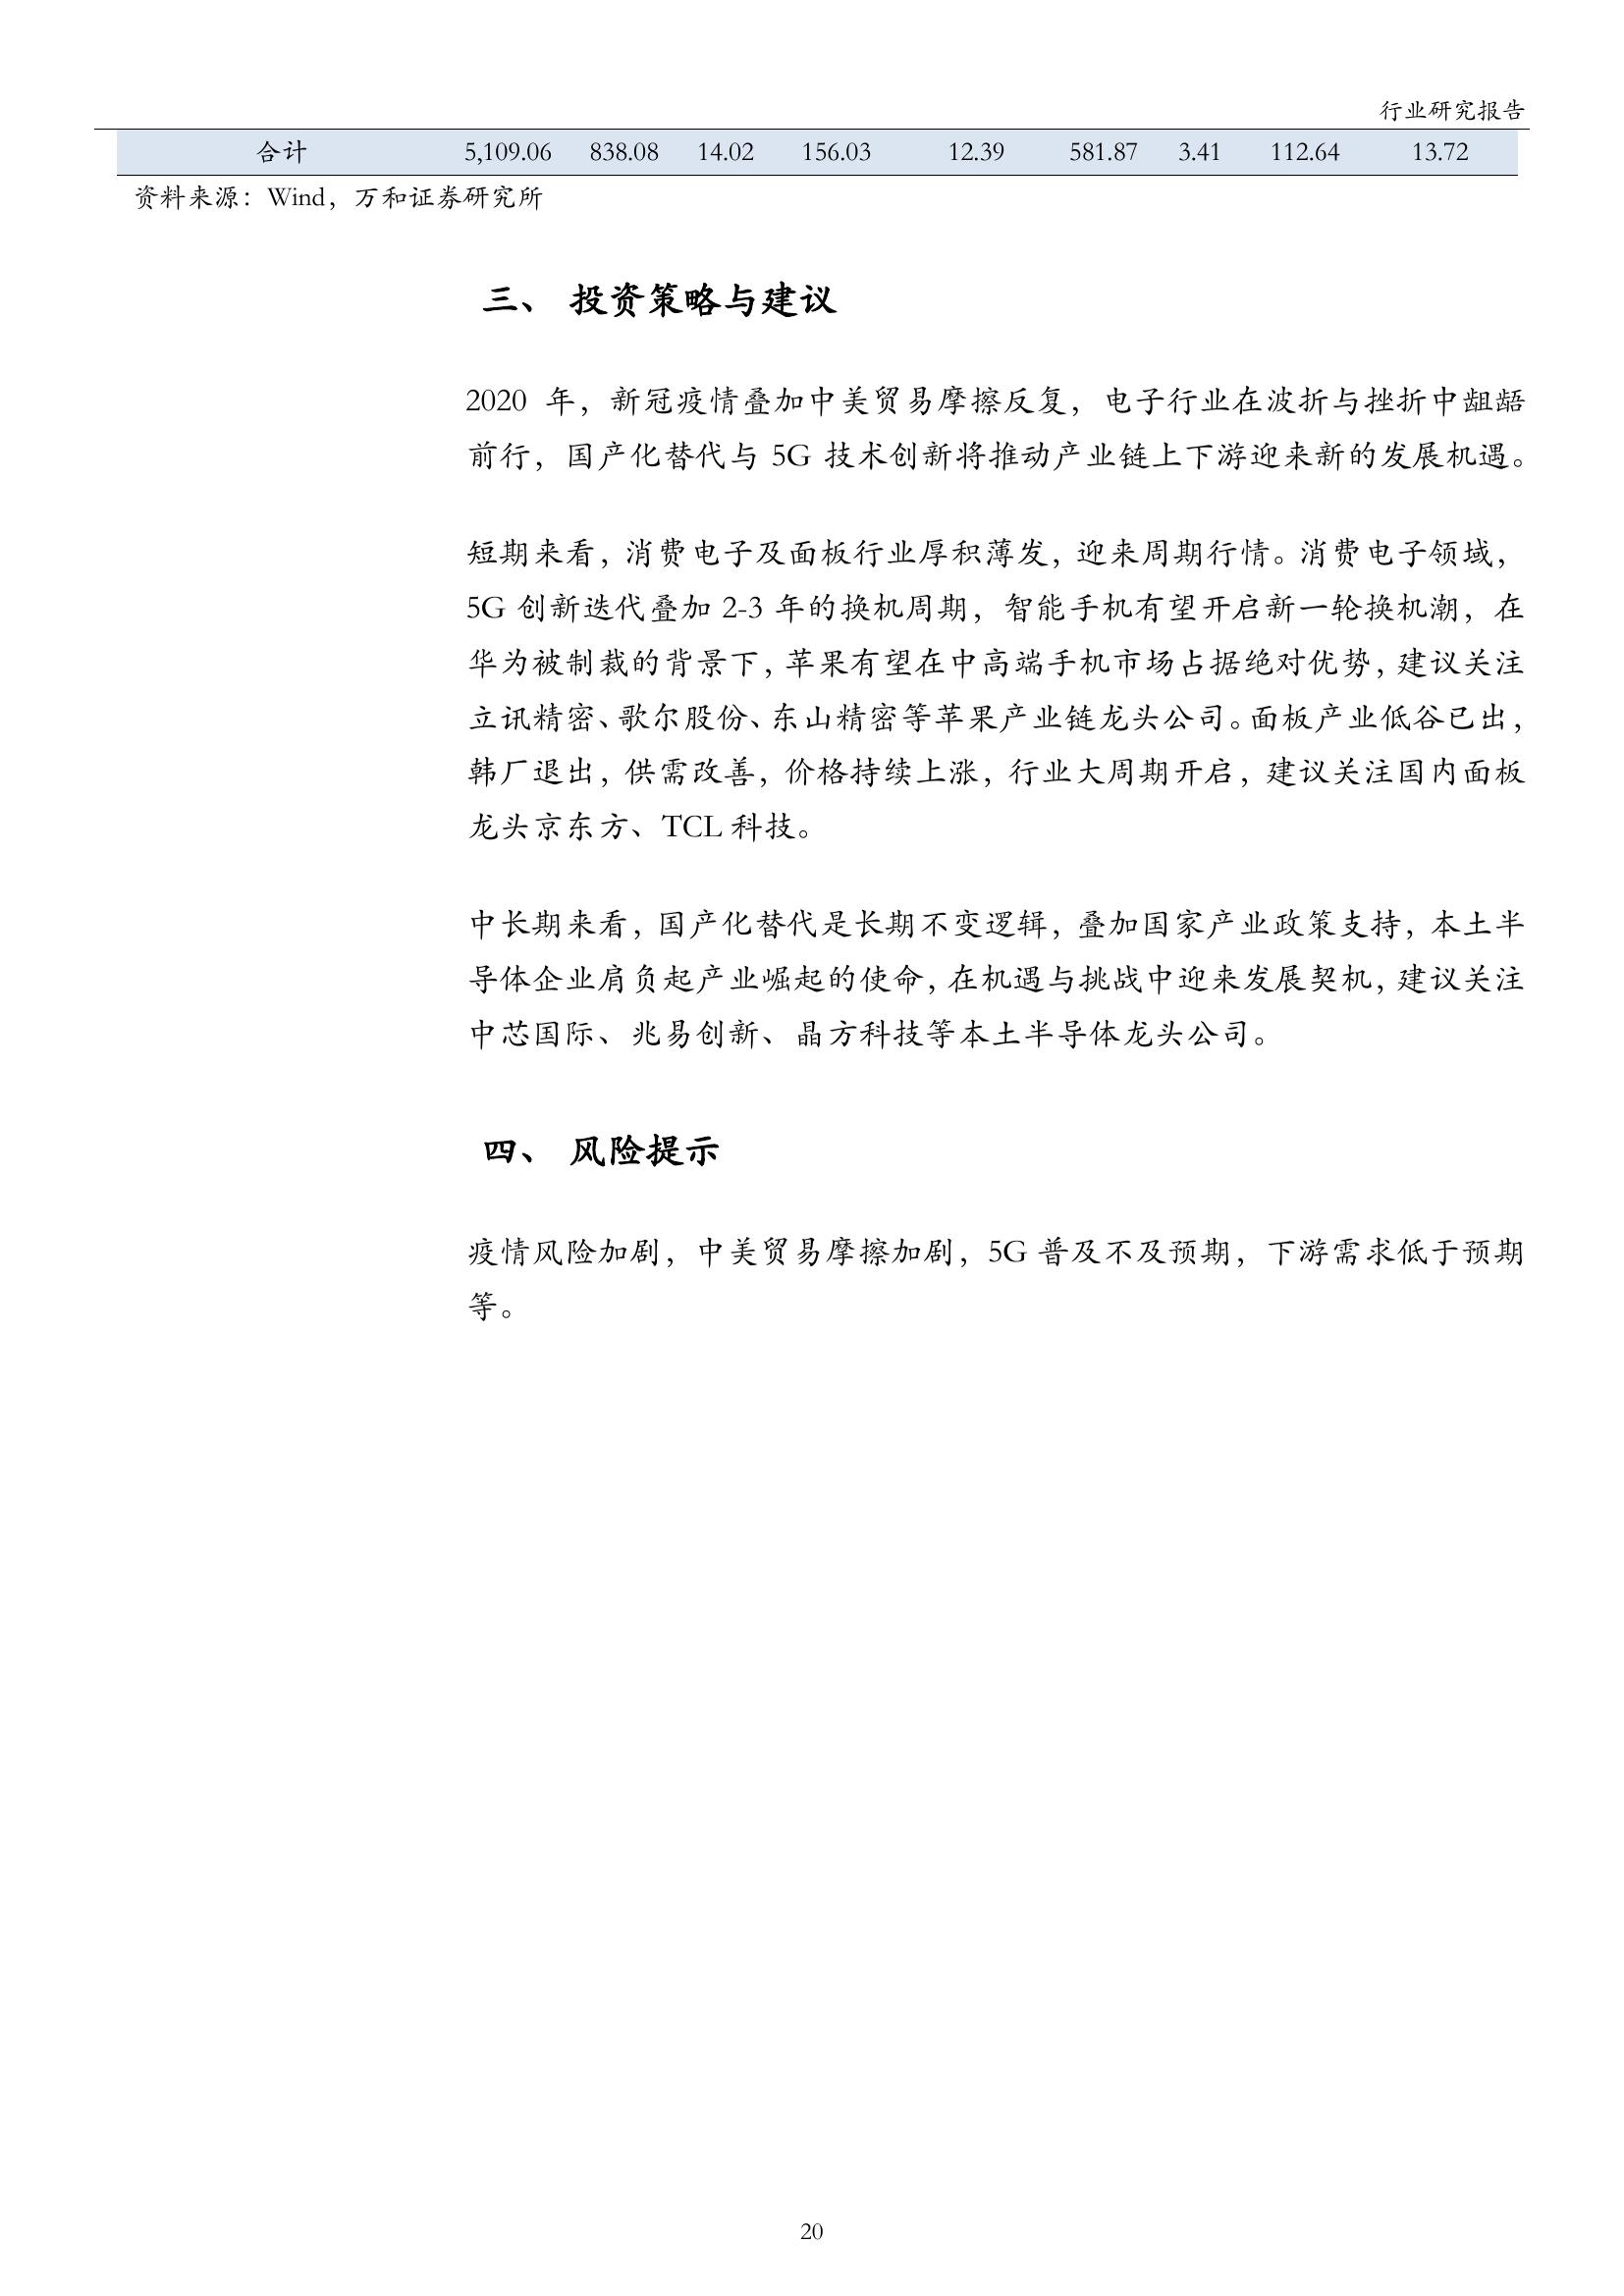 行业研究报告
合计 5,109.06 838.08 14.02 156.03 12.39 581.87 3.41 112.64 13.72
资料来源：Wind，万和证券研究所
三、 投资策略与建议
2020 年，新冠疫情叠加中美贸易摩擦反复，电子行业在波折与挫折中龃龉
前行，国产化替代与 5G 技术创新将推动产业链上下游迎来新的发展机遇。
短期来看，消费电子及面板行业厚积薄发，迎来周期行情。消费电子领域，
5G 创新迭代叠加 2-3 年的换机周期，智能手机有望开启新一轮换机潮，在
华为被制裁的背景下，苹果有望在中高端手机市场占据绝对优势，建议关注
立讯精密、歌尔股份、东山精密等苹果产业链龙头公司。面板产业低谷已出，
韩厂退出，供需改善，价格持续上涨，行业大周期开启，建议关注国内面板
龙头京东方、TCL 科技。
中长期来看，国产化替代是长期不变逻辑，叠加国家产业政策支持，本土半
导体企业肩负起产业崛起的使命，在机遇与挑战中迎来发展契机，建议关注
中芯国际、兆易创新、晶方科技等本土半导体龙头公司。
四、 风险提示
疫情风险加剧，中美贸易摩擦加剧，5G 普及不及预期，下游需求低于预期
等。
20